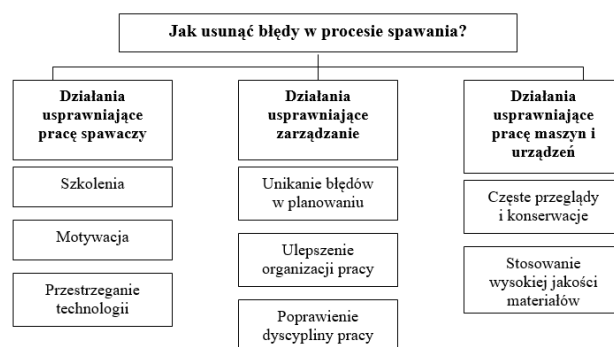 Jak usunąć błędy w procesie spawania?
Działania
usprawniające
pracę spawaczy
Szkolenia
Motywacja
Przestrzeganie
technologii
Działania
usprawniające
zarządzanie
Unikanie błędów
w planowaniu
Ulepszenie
organizacji pracy
Poprawienie
dyscypliny pracy
Działania
usprawniające
pracę maszyn i
urządzeń
Częste przeglądy
i konserwacje
Stosowanie
wysokiej jakości
materiałów